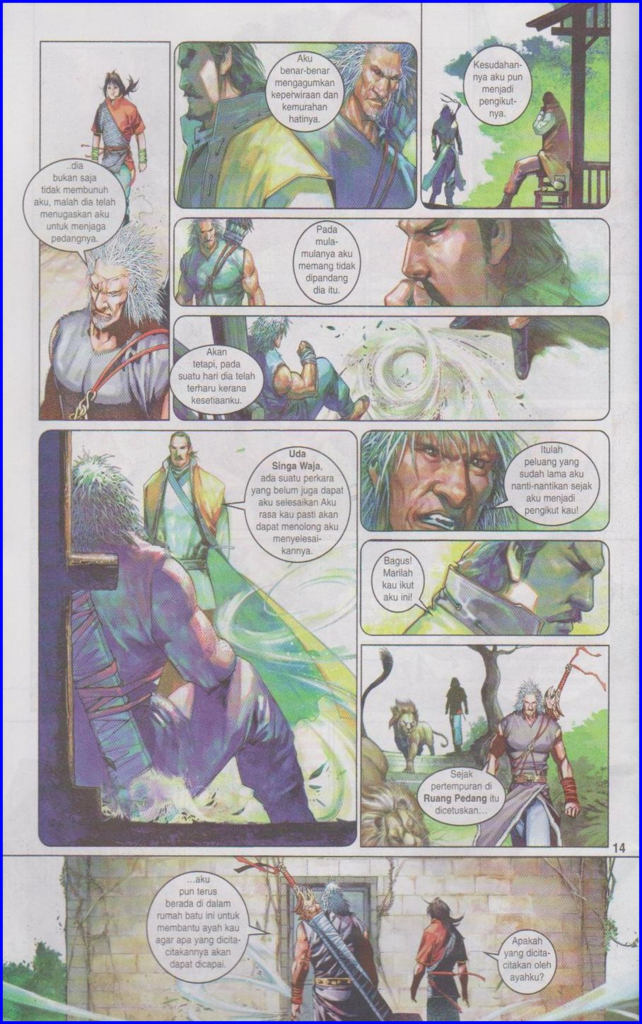 ..dia
bukan saja
tidak membunuh
aku, malah dia telah
menugaskan aku
untuk menjaga
pedangnya.
Aku
benar-benar
mengagumkan
keperwiraan dan
kemurahan
hatinya.
Kesudahan-
nya aku pun
menjadi
pengikut-
nya.
Pada
mula-
mulanya aku
memang tidak
dipandang
dia itu.
Akan
tetapi, pada
suatu hari dia telah
terharu kerana
kesetiaanku.
Uda
Singa Waja,
ada suatu perkara
yang belum juga dapat
aku selesaikan Aku
rasa kau pasti akan
dapat menolong aku
menyelesai-
kannya.
Itulah
peluang yang
sudah lama aku
nanti-nantikan sejak
aku menjadi
pengikut kau!
Bagus!
Marilah
kau ikut
aku ini!
Sejak
pertempuran di
Ruang Pedang itu
dicetuskan...
14
...aku
pun terus
berada di dalam
rumah batu ini untuk
membantu ayah kau
agar apa yang dicita-
citakannya akan
dapat dicapai.
Apakah
yang dicita-
citakan oleh
ayahku?